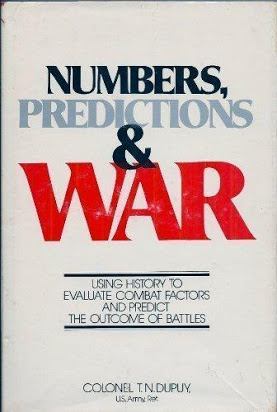 NUMBERS,
PREDICTIONS
&
WAR
USING HISTORY TO
EVALUATE COMBAT FACTORS
AND PREDICT
THE OUTCOME OF BATTLES
COLONEL T. N. DUPUY,
U.S. Army, Ret.